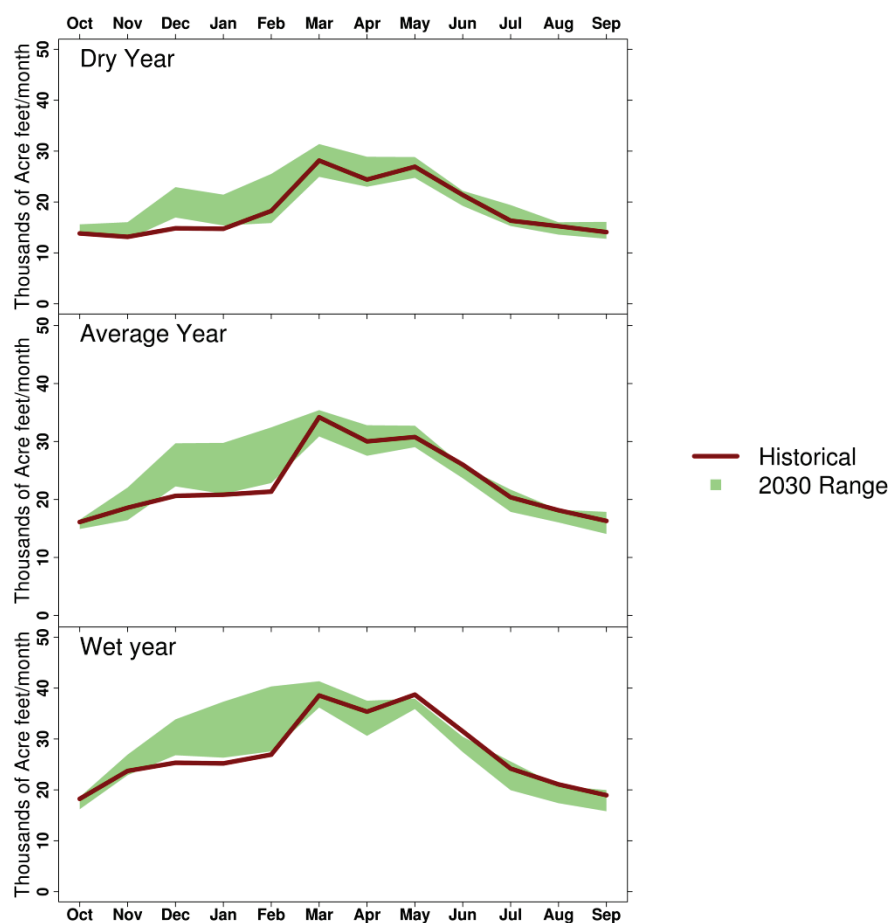 Oct Nov Dec Jan Feb Mar Apr May Jun Jul Aug Sep
Dry Year
Thousands of Acre feet/month
50
40
30
20
10
0
Average Year
Thousands of Acre feet/month
50
40
30
20
10
0
Wet year
Thousands of Acre feet/month
50
40
30
20
10
0
Oct Nov Dec Jan Feb Mar Apr May Jun Jul Aug Sep
Historical
2030 Range